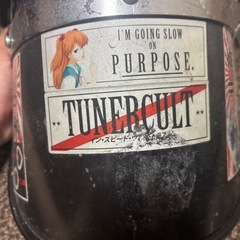 I'M GOING SLOW
ON
PURPOSE.
TUNERCULT